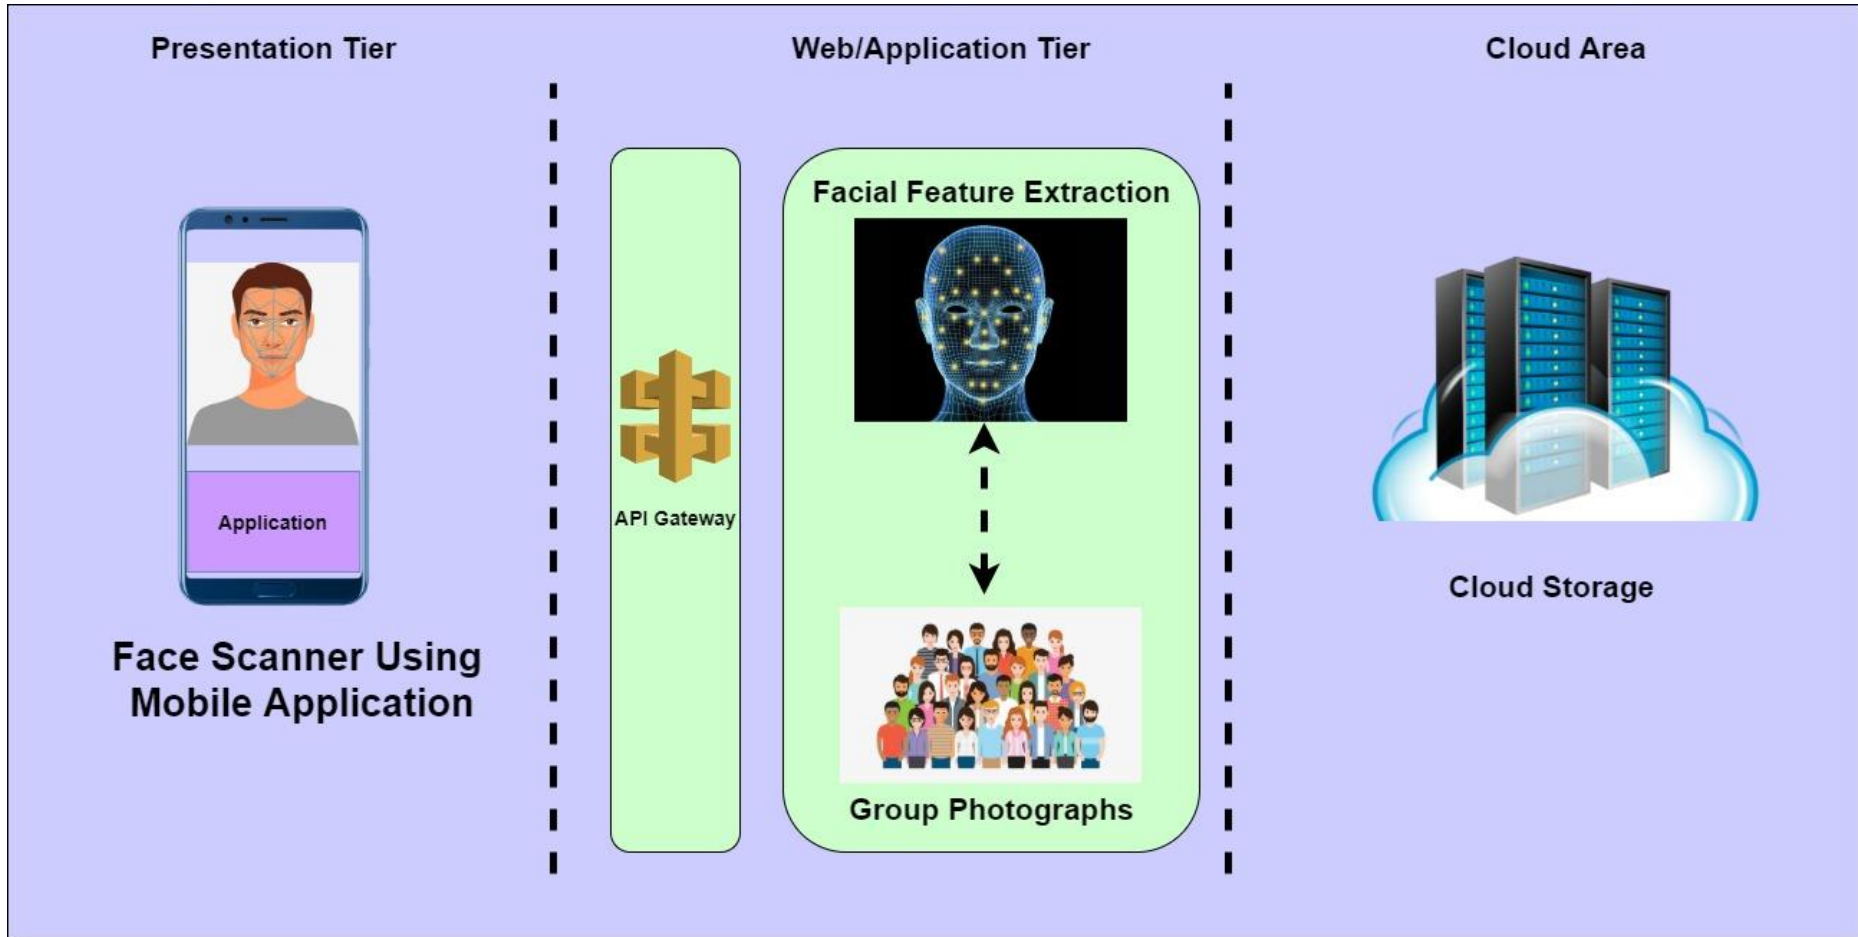 Presentation Tier
Web/Application Tier
Cloud Area
Application
Face Scanner Using
Mobile Application
API Gateway
Facial Feature Extraction
Group Photographs
Cloud Storage